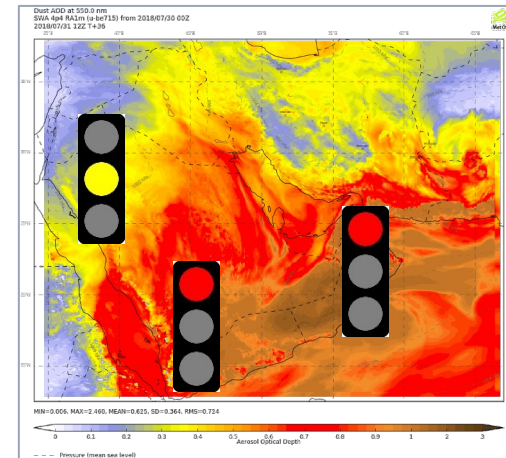 Dust AOD at 550.0 nm
SWA 4p4 RA1m (u-be715) from 2018/07/30 00Z
2018/07/31 12Z T+36
MIN=0.006, MAX=2.460, MEAN=0.625, SD=0.364, RMS=0.724
0 0.1 0.2 0.3 0.4 0.5 0.6 0.7 0.8 0.9 1 2 3
Aerosol Optical Depth
Pressure (mean sea level)